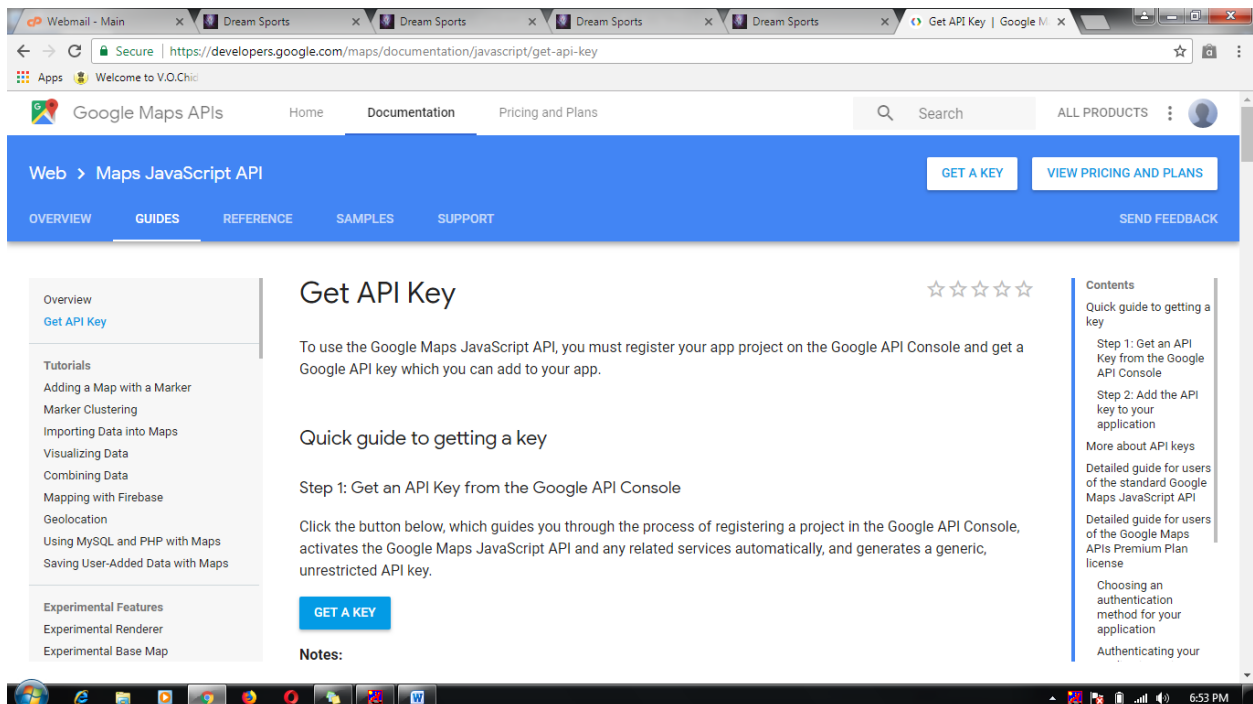 Webmail - Main
Dream Sports
Dream Sports
Dream Sports
Dream Sports
Get API Key | Google M
Secure | https://developers.google.com/maps/documentation/javascript/get-api-key
Apps Welcome to V.O.Chid
Google Maps APIs Home Documentation Pricing and Plans Search ALL PRODUCTS
Web > Maps JavaScript API GET A KEY VIEW PRICING AND PLANS
OVERVIEW GUIDES REFERENCE SAMPLES SUPPORT SEND FEEDBACK
Overview
Get API Key
Tutorials
Adding a Map with a Marker
Marker Clustering
Importing Data into Maps
Visualizing Data
Combining Data
Mapping with Firebase
Geolocation
Using MySQL and PHP with Maps
Saving User-Added Data with Maps
Experimental Features
Experimental Renderer
Experimental Base Map
Get API Key
To use the Google Maps JavaScript API, you must register your app project on the Google API Console and get a
Google API key which you can add to your app.
Quick guide to getting a key
Step 1: Get an API Key from the Google API Console
Click the button below, which guides you through the process of registering a project in the Google API Console,
activates the Google Maps JavaScript API and any related services automatically, and generates a generic,
unrestricted API key.
GET A KEY
Notes:
Contents
Quick guide to getting a
key
Step 1: Get an API
Key from the Google
API Console
Step 2: Add the API
key to your
application
More about API keys
Detailed guide for users
of the standard Google
Maps JavaScript API
Detailed guide for users
of the Google Maps
APIs Premium Plan
license
Choosing an
authentication
method for your
application
Authenticating your
6:53 PM